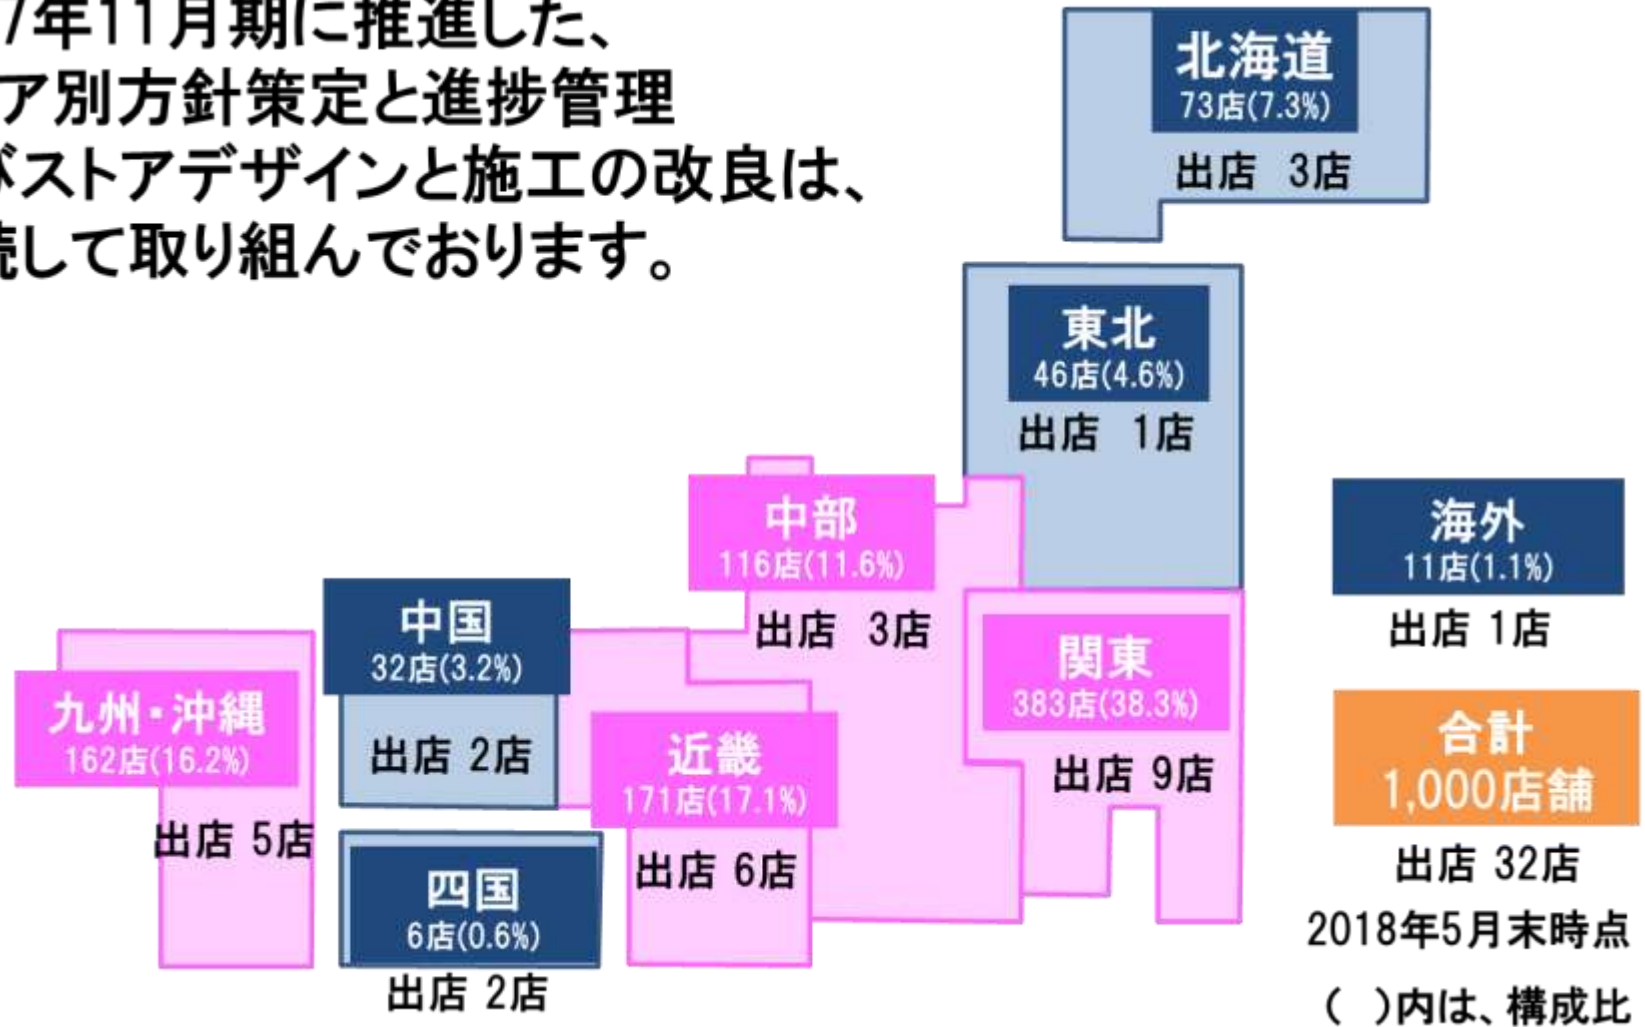 7年11月期に推進した、
ア別方針策定と進捗管理
びストアデザインと施工の改良は、
続して取り組んでおります。
北海道
73店(7.3%)
出店 3店
東北
46店(4.6%)
出店 1店
中部
116店(11.6%)
出店 3店
海外
11店(1.1%)
出店 1店
中国
32店(3.2%)
出店 2店
関東
383店(38.3%)
出店 9店
九州・沖縄
162店(16.2%)
出店 5店
近畿
171店(17.1%)
出店 6店
合計
1,000店舗
出店 32店
四国
6店(0.6%)
出店 2店
2018年5月末時点
( )内は、構成比